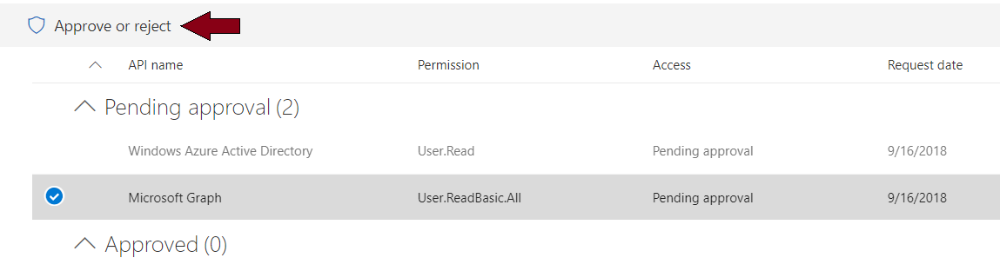 Approve or reject
API name Permission Access Request date
Pending approval (2)
Windows Azure Active Directory User.Read Pending approval 9/16/2018
Microsoft Graph User.ReadBasic.All Pending approval 9/16/2018
Approved (0)